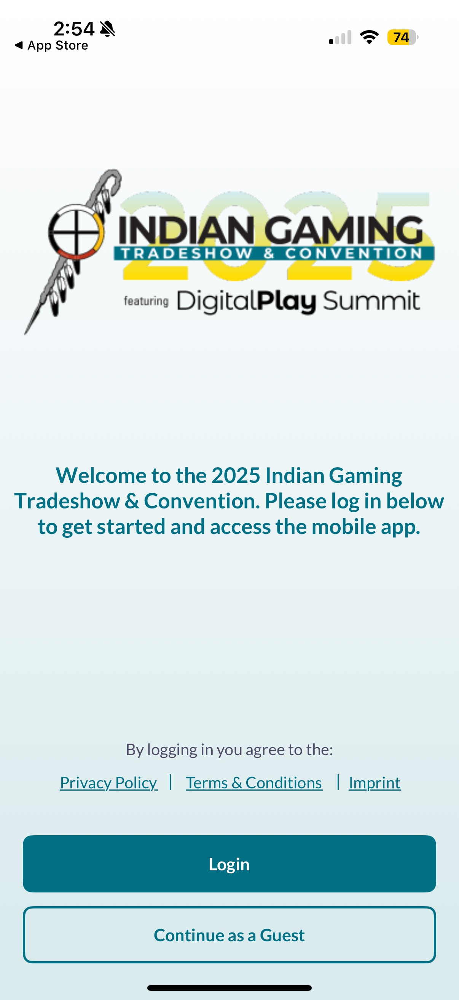 2:54
App Store
74
2025
INDIAN GAMING
TRADESHOW & CONVENTION
featuring DigitalPlay Summit
Welcome to the 2025 Indian Gaming
Tradeshow & Convention. Please log in below
to get started and access the mobile app.
By logging in you agree to the:
Privacy Policy | Terms & Conditions | Imprint
Login
Continue as a Guest